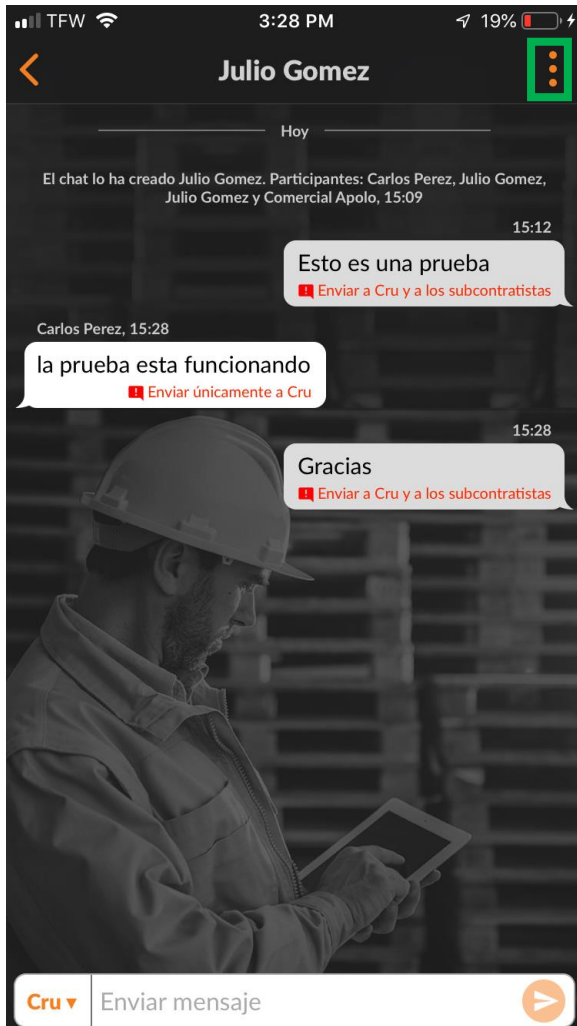 TFW 3:28 PM 19%
Julio Gomez
Hoy
El chat lo ha creado Julio Gomez. Participantes: Carlos Perez, Julio Gomez,
Julio Gomez y Comercial Apolo, 15:09
15:12
Esto es una prueba
Enviar a Cru y a los subcontratistas
Carlos Perez, 15:28
la prueba esta funcionando
Enviar únicamente a Cru
15:28
Gracias
Enviar a Cru y a los subcontratistas
Cru Enviar mensaje